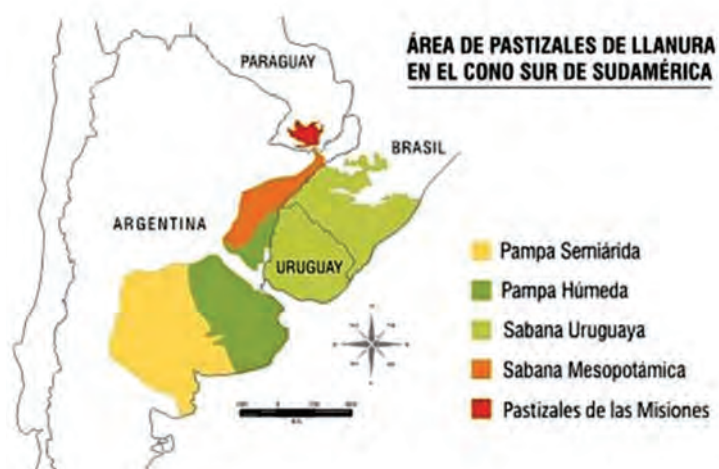 ÁREA DE PASTIZALES DE LLANURA
EN EL CONO SUR DE SUDAMÉRICA
PARAGUAY
BRASIL
ARGENTINA
URUGUAY
Pampa Semiárida
Pampa Húmeda
Sabana Uruguaya
Sabana Mesopotámica
Pastizales de las Misiones